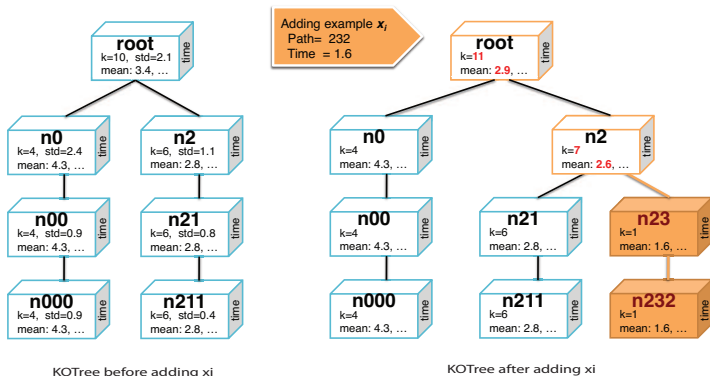 root
k=10, std=2.1
mean: 3.4, ...
time
n0
k=4, std=2.4
mean: 4.3, ...
time
n2
k=6, std=1.1
mean: 2.8, ...
time
n00
k=4, std=0.9
mean: 4.3, ...
time
n21
k=6, std=0.8
mean: 2.8, ...
time
n000
k=4, std=0.9
mean: 4.3, ...
time
n211
k=6, std=0.4
mean: 2.8, ...
time
KOTree before adding xi
Adding example xi
Path= 232
Time = 1.6
root
k=11
mean: 2.9, ...
time
n0
k=4
mean: 4.3, ...
time
n2
k=7
mean: 2.6, ...
time
n00
k=4
mean: 4.3, ...
time
n21
k=6
mean: 2.8, ...
time
n23
k=1
mean: 1.6, ...
time
n000
k=4
mean: 4.3, ...
time
n211
k=6
mean: 2.8, ...
time
n232
k=1
mean: 1.6, ...
time
KOTree after adding xi